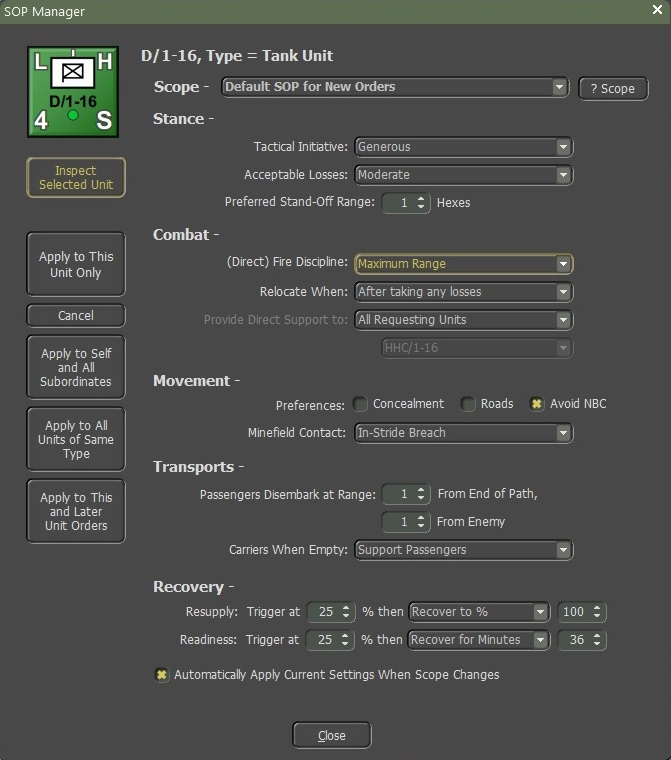 SOP Manager
L H
D/1-16
4 S
D/1-16, Type = Tank Unit
Scope - Default SOP for New Orders ? Scope
Stance -
Tactical Initiative: Generous
Inspect
Selected Unit
Acceptable Losses: Moderate
Preferred Stand-Off Range: 1 Hexes
Combat -
Apply to This
Unit Only
(Direct) Fire Discipline: Maximum Range
Relocate When: After taking any losses
Cancel
Provide Direct Support to: All Requesting Units
HHC/1-16
Apply to Self
and All
Subordinates
Movement -
Preferences: Concealment Roads Avoid NBC
Minefield Contact: In-Stride Breach
Apply to All
Units of Same
Type
Transports -
Passengers Disembark at Range: 1 From End of Path,
1 From Enemy
Apply to This
and Later
Unit Orders
Carriers When Empty: Support Passengers
Recovery -
Resupply: Trigger at 25 % then Recover to % 100
Readiness: Trigger at 25 % then Recover for Minutes 36
Automatically Apply Current Settings When Scope Changes
Close